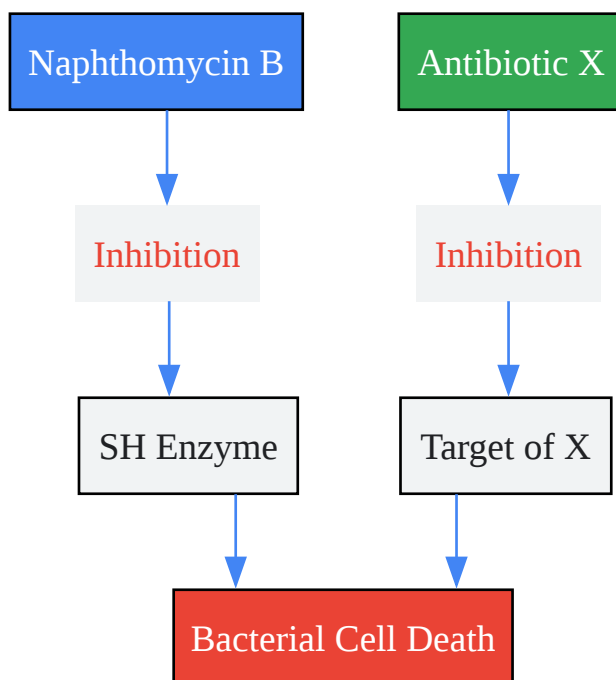 Naphthomycin B
Antibiotic X
Inhibition
Inhibition
SH Enzyme
Target of X
Bacterial Cell Death